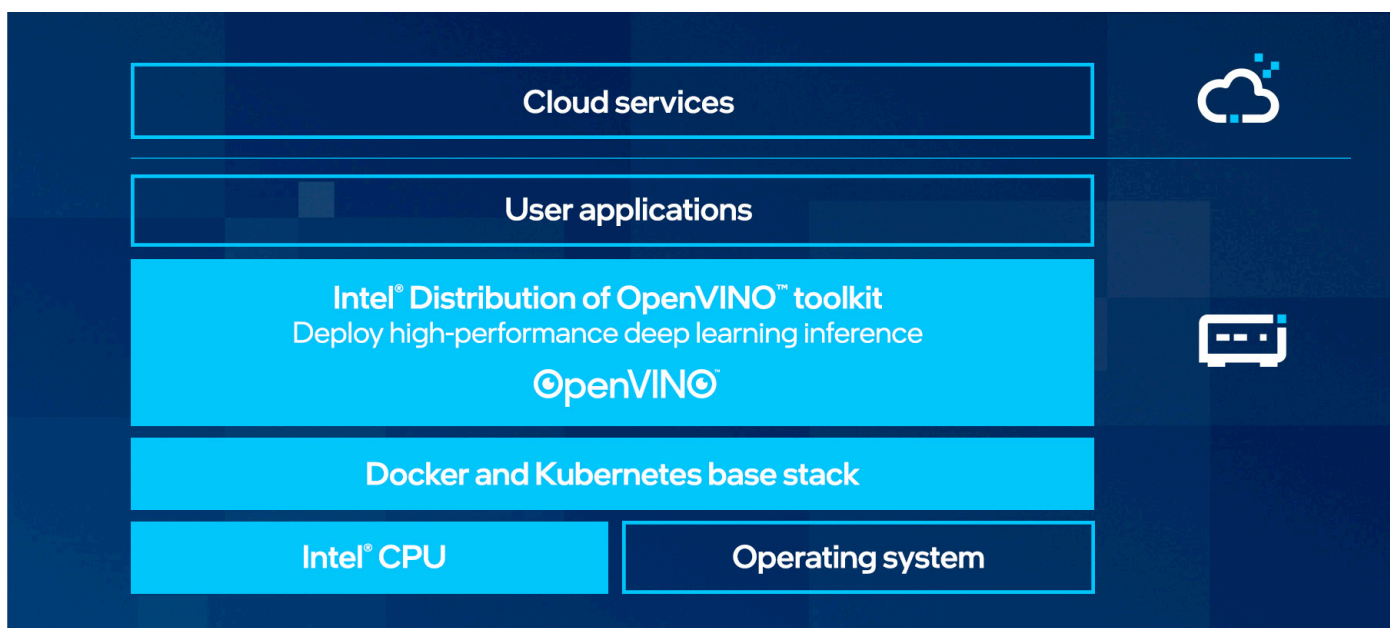 Cloud services
User applications
Intel® Distribution of OpenVINO™ toolkit
Deploy high-performance deep learning inference
OpenVINO™
Docker and Kubernetes base stack
Intel® CPU
Operating system